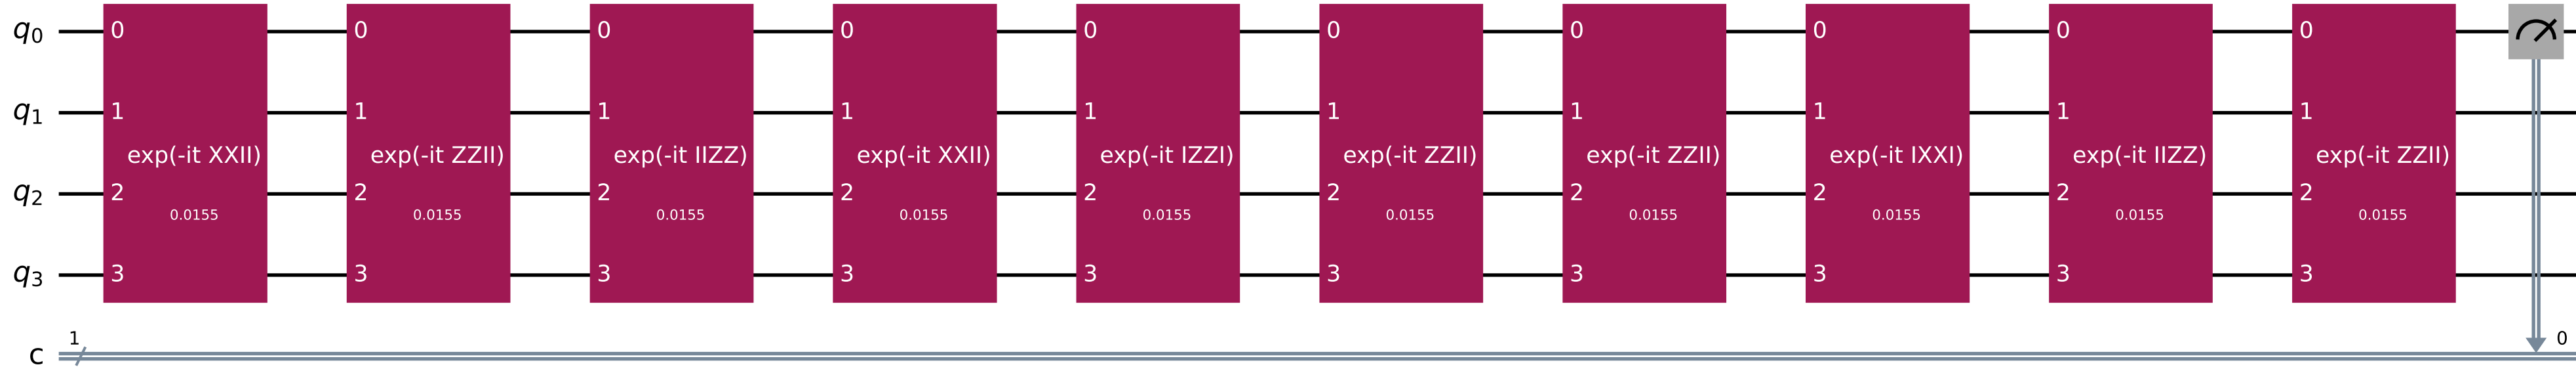 q0 0 0 0 0 0 0 0 0 0 0
q1 1 1 1 1 1 1 1 1 1 1
exp(-it XXII) exp(-it ZZII) exp(-it IIZZ) exp(-it XXII) exp(-it IZZI) exp(-it ZZII) exp(-it ZZII) exp(-it IXXI) exp(-it IIZZ) exp(-it ZZII)
q2 2 2 2 2 2 2 2 2 2 2
0.0155 0.0155 0.0155 0.0155 0.0155 0.0155 0.0155 0.0155 0.0155 0.0155
q3 3 3 3 3 3 3 3 3 3 3
1 0
c